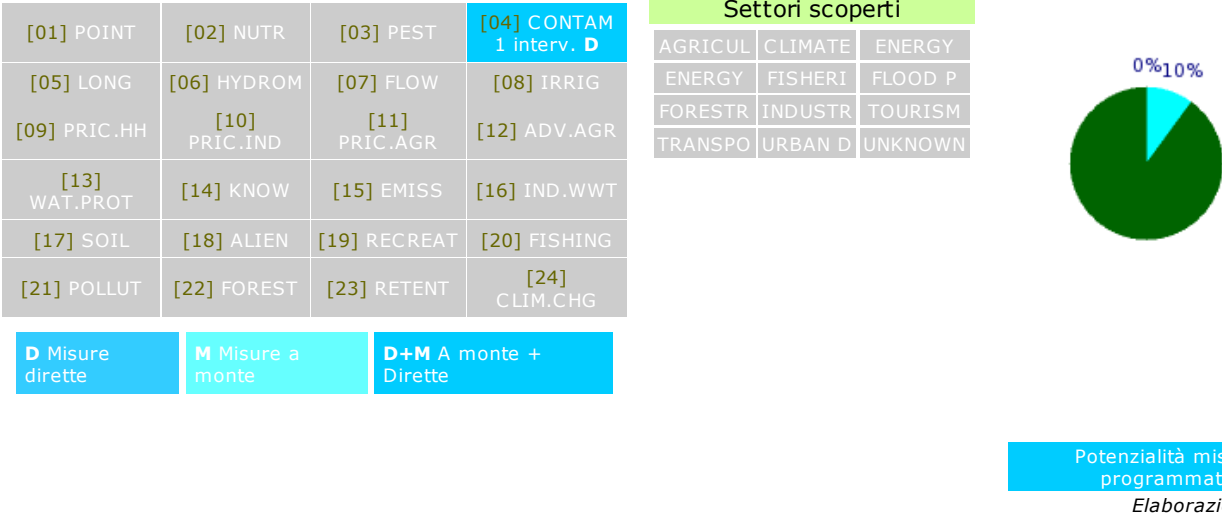 [01] POINT [02] NUTR [03] PEST [04] CONTAM
1 interv. D
[05] LONG [06] HYDROM [07] FLOW [08] IRRIG
[09] PRIC.HH [10] PRIC.IND [11] PRIC.AGR [12] ADV.AGR
[13] WAT.PROT [14] KNOW [15] EMISS [16] IND.WWT
[17] SOIL [18] ALIEN [19] RECREAT [20] FISHING
[21] POLLUT [22] FOREST [23] RETENT [24] CLIM.CHG
D Misure dirette
M Misure a monte
D+M A monte + Dirette
Settori scoperti
AGRICUL CLIMATE ENERGY
ENERGY FISHERI FLOOD P
FORESTR INDUSTR TOURISM
TRANSPO URBAN D UNKNOWN
0% 10%
Potenzialità mis
programmat
Elaborazi